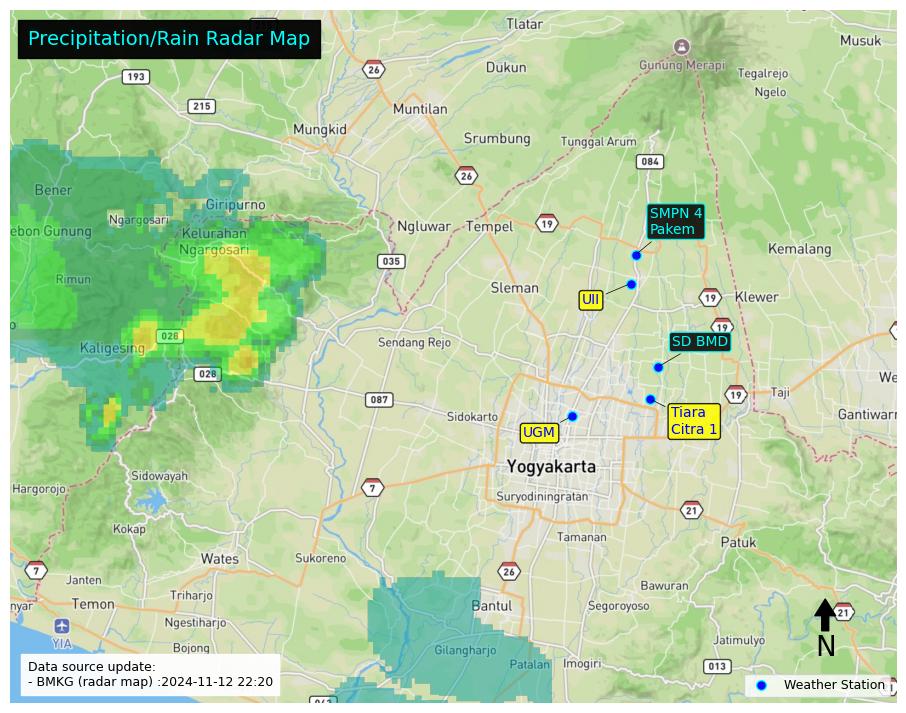 Precipitation/Rain Radar Map
Tlatar
Musuk
Gunung Merapi
Tegalrejo
Ngelo
Dukun
26
193
215
Muntilan
Mungkid
Srumbung
Tunggal Arum
084
26
Bener
Giripurno
Ngargosari
SMPN 4
Pakem
ebon Gunung
Kelurahan
Ngargosari
Ngluwar
Tempel
19
Kemalang
035
Rimun
Sleman
UII
19
Klewer
19
028
Kaligesing
Sendang Rejo
SD BMD
028
087
Sidokarto
19
Taji
We
Gantiwarn
Tiara
Citra 1
UGM
Yogyakarta
Sidowayah
Hargorojo
7
Suryodiningratan
21
Kokap
Tamanan
Patuk
Wates
Sukoreno
7
26
Janten
Bawuran
nyar
Temon
Triharjo
Bantul
Segoroyoso
21
Ngestiharjo
YIA
Bojong
Gilangharjo
Jatimulyo
N
Patalan
Imogiri
013
Data source update:
- BMKG (radar map) :2024-11-12 22:20
Weather Station